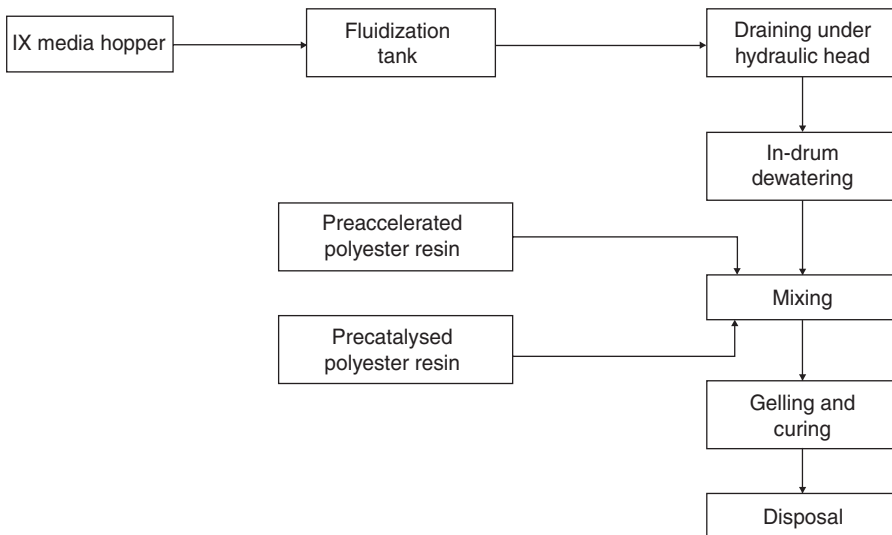 IX media hopper
Fluidization
tank
Draining under
hydraulic head
In-drum
dewatering
Preaccelerated
polyester resin
Mixing
Precatalysed
polyester resin
Gelling and
curing
Disposal